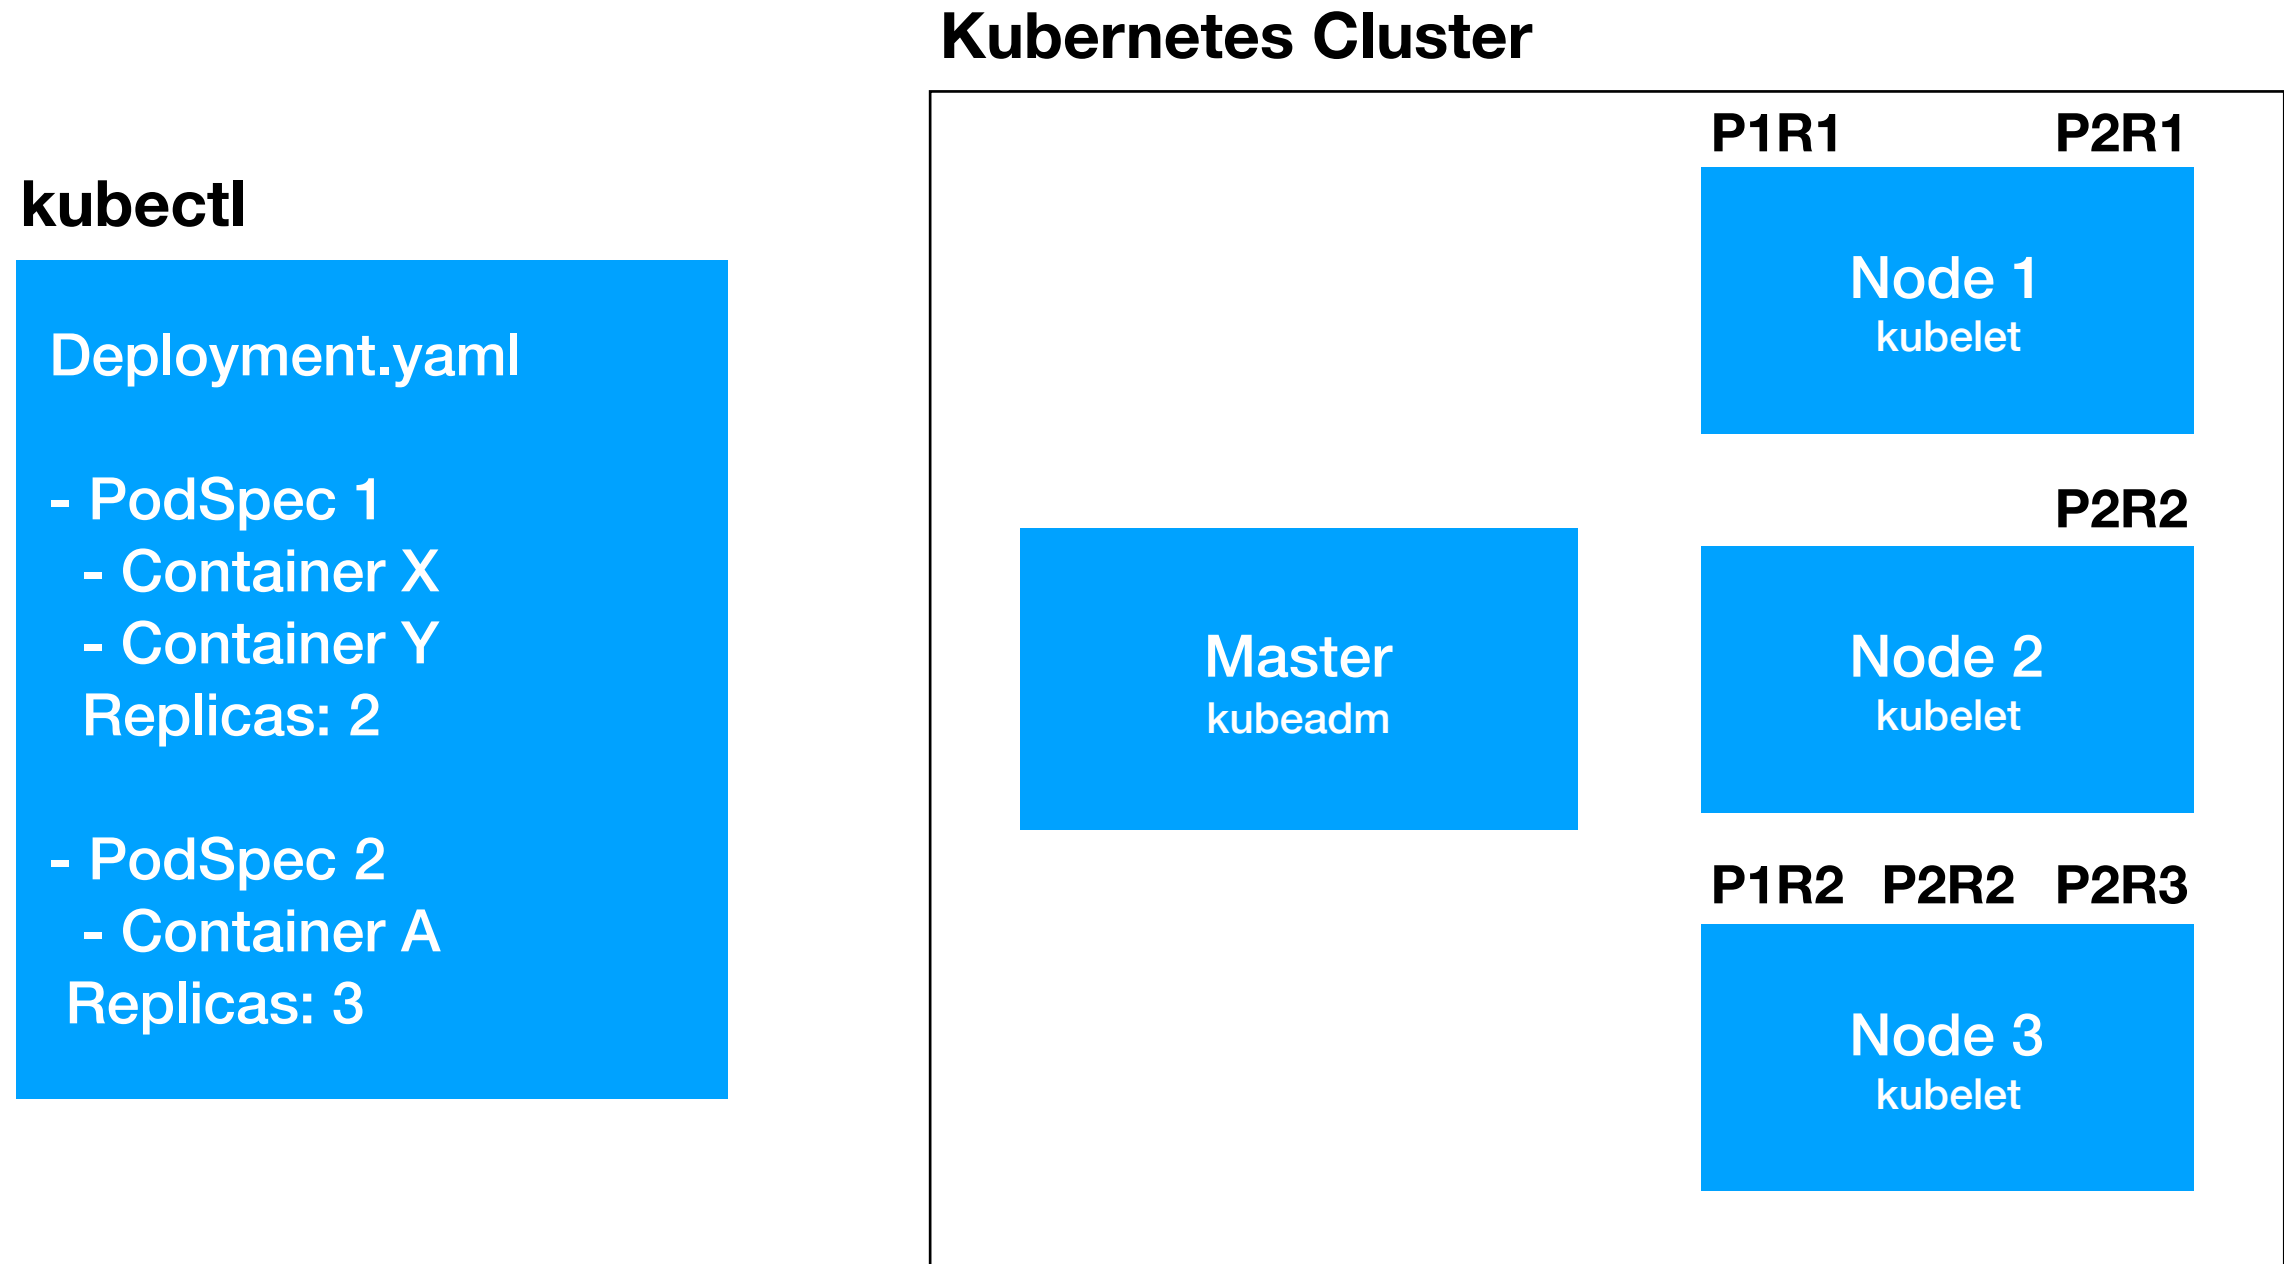 Kubernetes Cluster
kubectl
Deployment.yaml
- PodSpec 1
- Container X
- Container Y
Replicas: 2
- PodSpec 2
- Container A
Replicas: 3
Master
kubeadm
P1R1 P2R1
Node 1
kubelet
P2R2
Node 2
kubelet
P1R2 P2R2 P2R3
Node 3
kubelet